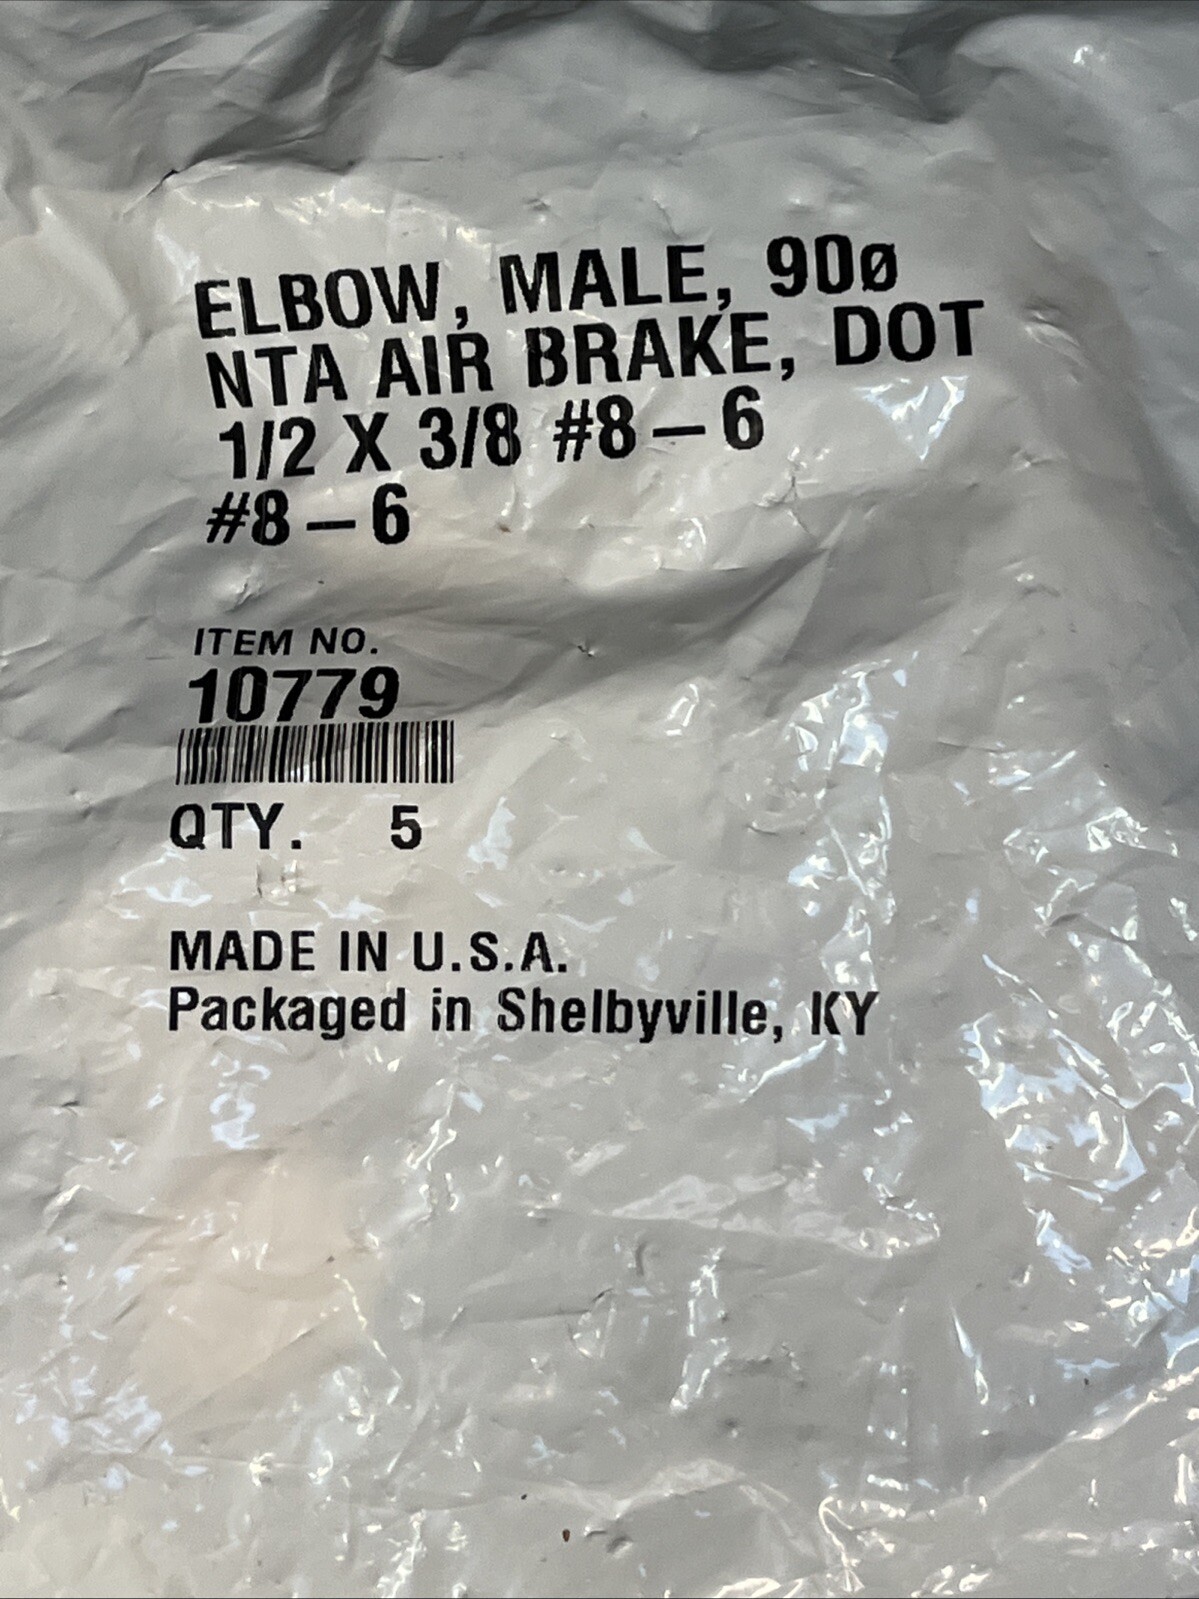 ELBOW, MALE, 90ø
NTA AIR BRAKE, DOT
1/2 X 3/8 #8–6
#8–6
ITEM NO.
10779
QTY. 5
MADE IN U.S.A.
Packaged in Shelbyville, KY